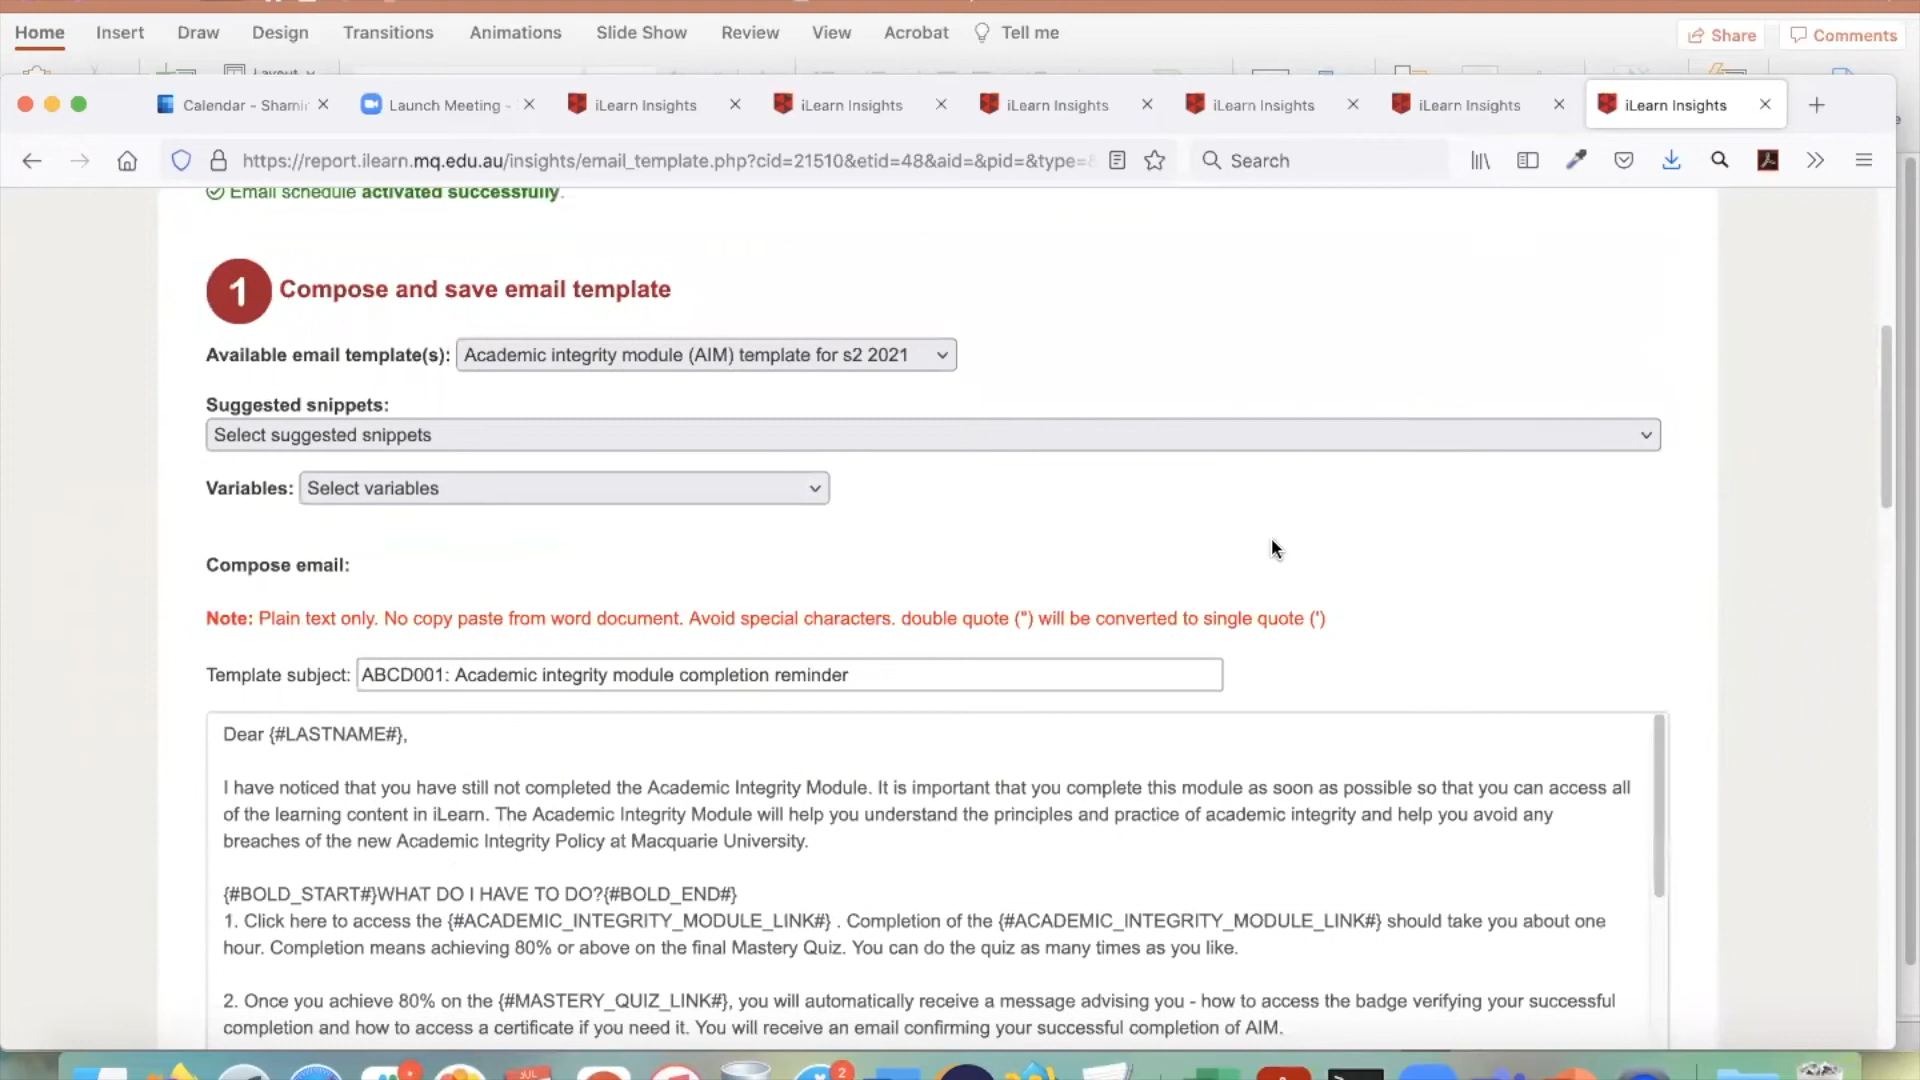 Home Insert Draw Design Transitions Animations Slide Show Review View Acrobat Tell me Share Comments
Calendar - Shami Launch Meeting - iLearn Insights iLearn Insights iLearn Insights iLearn Insights iLearn Insights iLearn Insights
https://report.ilearn.mq.edu.au/insights/email_template.php?cid=21510&etid=48&aid=&pid=&type=& Search
Email schedule activated successfully.
1 Compose and save email template
Available email template(s): Academic integrity module (AIM) template for s2 2021
Suggested snippets:
Select suggested snippets
Variables: Select variables
Compose email:
Note: Plain text only. No copy paste from word document. Avoid special characters. double quote (") will be converted to single quote (')
Template subject: ABCD001: Academic integrity module completion reminder
Dear {#LASTNAME#},
I have noticed that you have still not completed the Academic Integrity Module. It is important that you complete this module as soon as possible so that you can access all
of the learning content in iLearn. The Academic Integrity Module will help you understand the principles and practice of academic integrity and help you avoid any
breaches of the new Academic Integrity Policy at Macquarie University.
{#BOLD_START#}WHAT DO I HAVE TO DO?{#BOLD_END#}
1. Click here to access the {#ACADEMIC_INTEGRITY_MODULE_LINK#} . Completion of the {#ACADEMIC_INTEGRITY_MODULE_LINK#} should take you about one
hour. Completion means achieving 80% or above on the final Mastery Quiz. You can do the quiz as many times as you like.
2. Once you achieve 80% on the {#MASTERY_QUIZ_LINK#}, you will automatically receive a message advising you - how to access the badge verifying your successful
completion and how to access a certificate if you need it. You will receive an email confirming your successful completion of AIM.
JUL 2